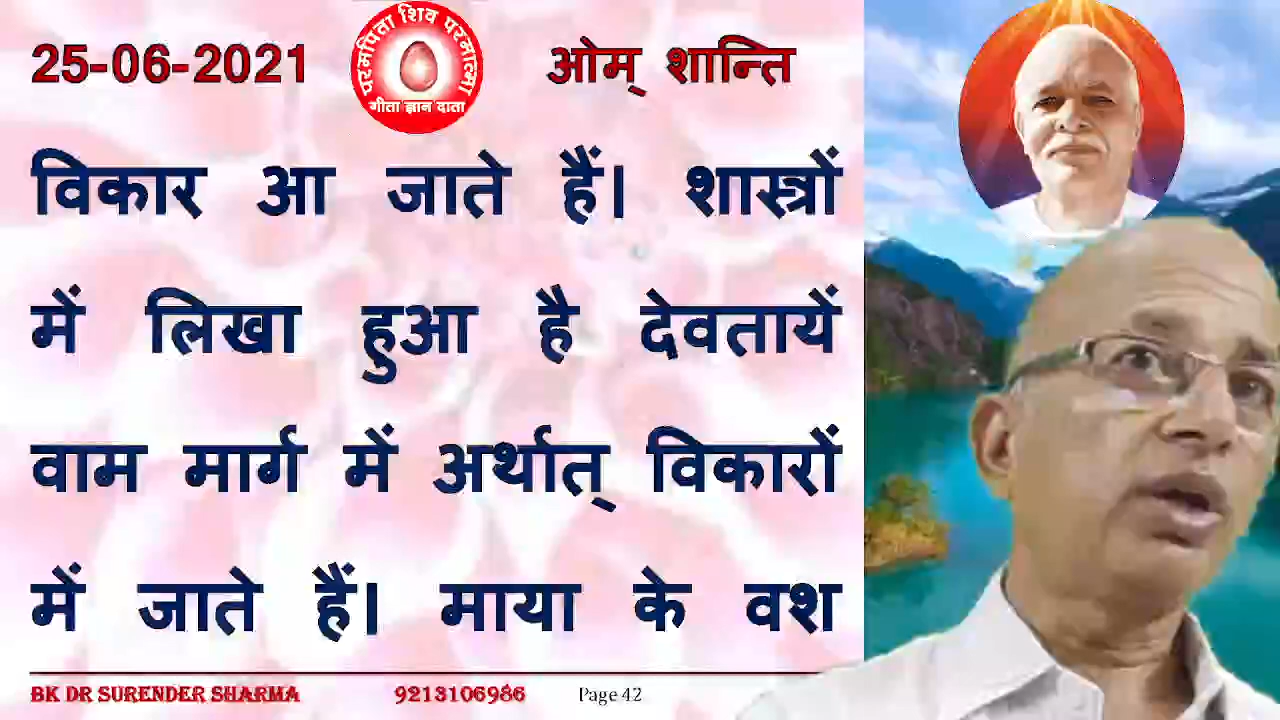 25-06-2021
परमपिता शिव परमात्मा
गीता ज्ञान दाता
ओम् शान्ति
विकार आ जाते हैं। शास्त्रों
में लिखा हुआ है देवतायें
वाम मार्ग में अर्थात् विकारों
में जाते हैं। माया के वश
BK DR SURENDER SHARMA 9213106986 Page 42